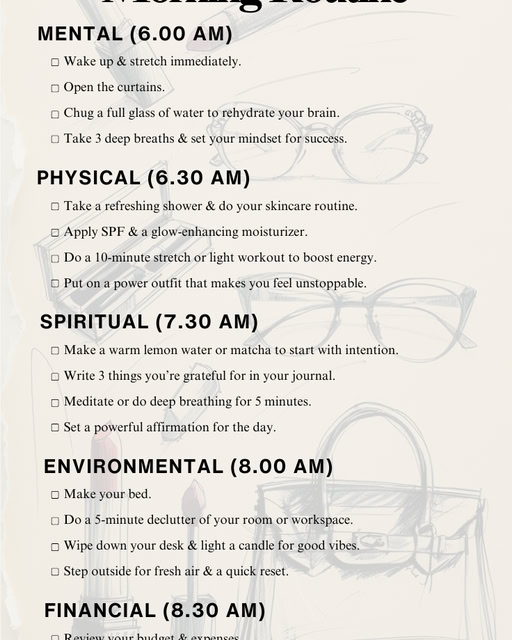 Morning Routine
MENTAL (6.00 AM)
□ Wake up & stretch immediately.
□ Open the curtains.
□ Chug a full glass of water to rehydrate your brain.
□ Take 3 deep breaths & set your mindset for success.
PHYSICAL (6.30 AM)
□ Take a refreshing shower & do your skincare routine.
□ Apply SPF & a glow-enhancing moisturizer.
□ Do a 10-minute stretch or light workout to boost energy.
□ Put on a power outfit that makes you feel unstoppable.
SPIRITUAL (7.30 AM)
□ Make a warm lemon water or matcha to start with intention.
□ Write 3 things you’re grateful for in your journal.
□ Meditate or do deep breathing for 5 minutes.
□ Set a powerful affirmation for the day.
ENVIRONMENTAL (8.00 AM)
□ Make your bed.
□ Do a 5-minute declutter of your room or workspace.
□ Wipe down your desk & light a candle for good vibes.
□ Step outside for fresh air & a quick reset.
FINANCIAL (8.30 AM)
□ Review your budget & expenses